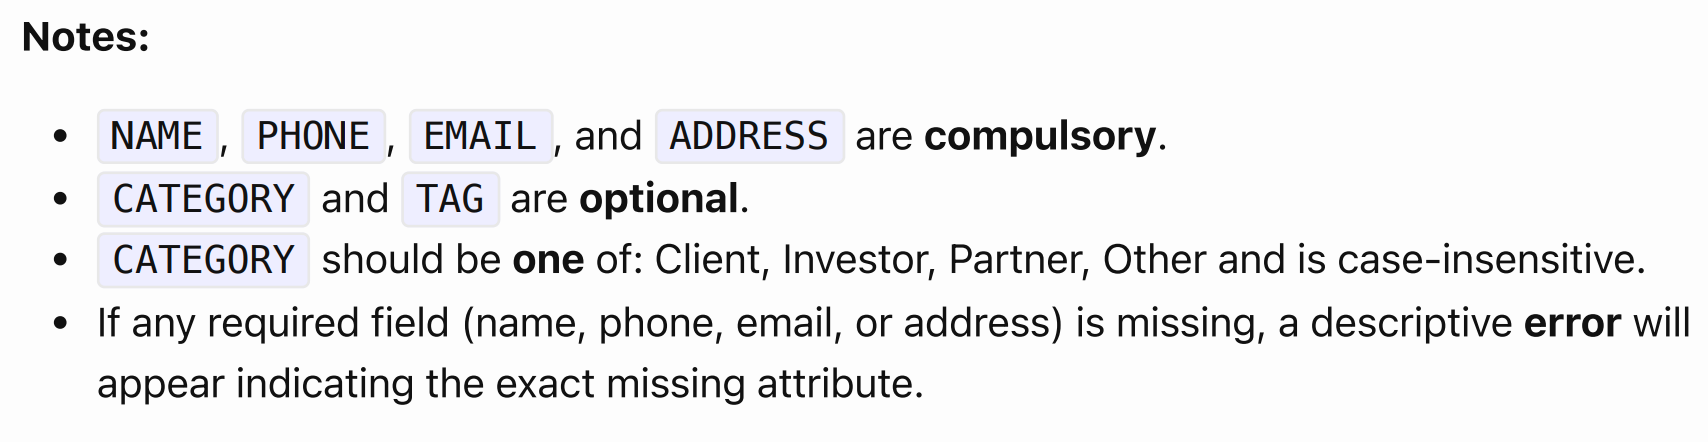 Notes:
• NAME, PHONE, EMAIL, and ADDRESS are compulsory.
• CATEGORY and TAG are optional.
• CATEGORY should be one of: Client, Investor, Partner, Other and is case-insensitive.
• If any required field (name, phone, email, or address) is missing, a descriptive error will
appear indicating the exact missing attribute.